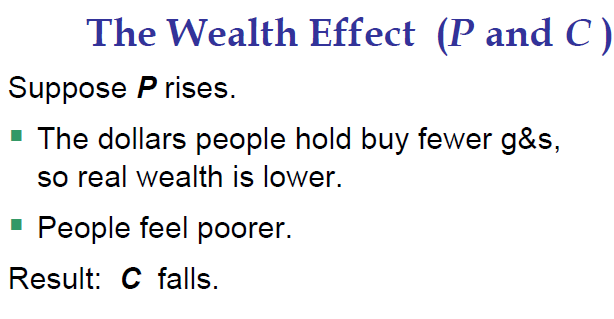 The Wealth Effect (P and C )
Suppose P rises.
▪ The dollars people hold buy fewer g&s,
so real wealth is lower.
▪ People feel poorer.
Result: C falls.